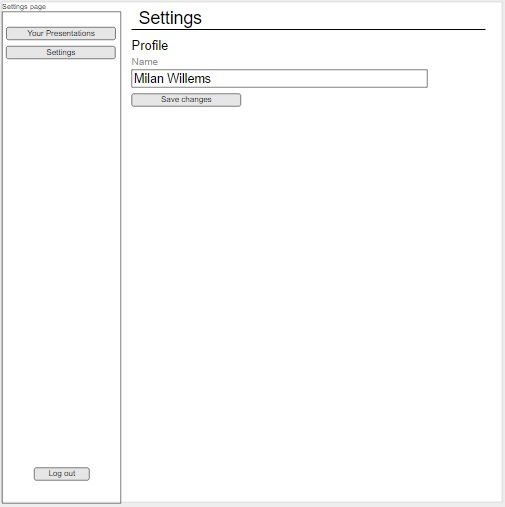 Settings page
Your Presentations
Settings
Log out
Settings
Profile
Name
Milan Willems
Save changes